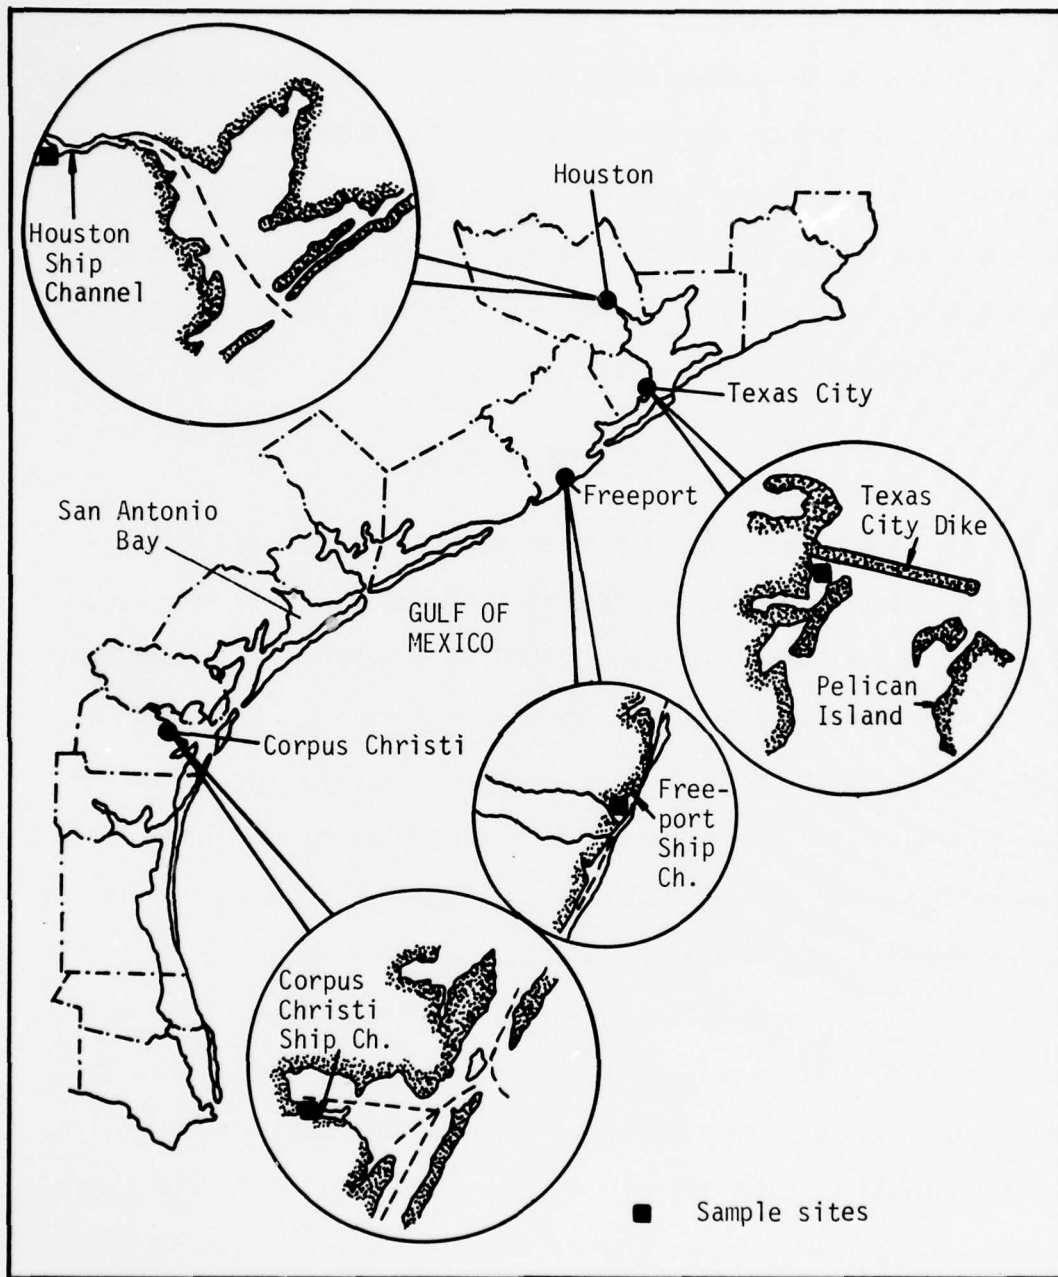 Houston
Houston
Ship
Channel
Texas City
Freeport
Texas
City Dike
San Antonio
Bay
GULF OF
MEXICO
Pelican
Island
Corpus Christi
Free-
port
Ship
Ch.
Corpus
Christi
Ship Ch.
Sample sites